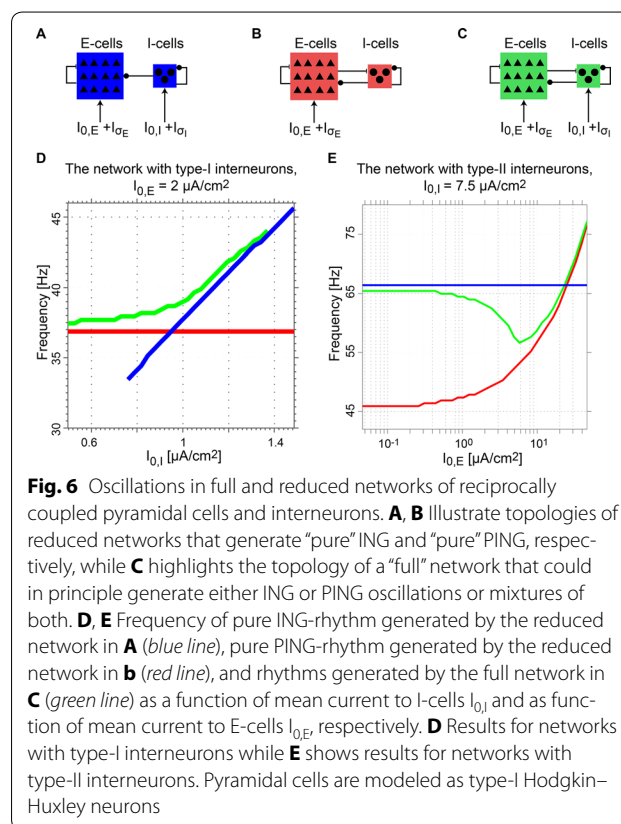 A
B
C
E-cells I-cells
E-cells I-cells
E-cells I-cells
I0,E +IσE I0,I +IσI
I0,E +IσE
I0,E +IσE I0,I +IσI
D
The network with type-I interneurons,
I0,E = 2 µA/cm2
Frequency [Hz]
45
40
35
30
0.6 1 1.4
I0,I [µA/cm2]
E
The network with type-II interneurons,
I0,I = 7.5 µA/cm2
Frequency [Hz]
75
65
55
45
10-1 100 101
I0,E [µA/cm2]
Fig. 6 Oscillations in full and reduced networks of reciprocally
coupled pyramidal cells and interneurons. A, B Illustrate topologies of
reduced networks that generate “pure” ING and “pure” PING, respec-
tively, while C highlights the topology of a “full” network that could
in principle generate either ING or PING oscillations or mixtures of
both. D, E Frequency of pure ING-rhythm generated by the reduced
network in A (blue line), pure PING-rhythm generated by the reduced
network in b (red line), and rhythms generated by the full network in
C (green line) as a function of mean current to I-cells I0,I and as func-
tion of mean current to E-cells I0,E, respectively. D Results for networks
with type-I interneurons while E shows results for networks with
type-II interneurons. Pyramidal cells are modeled as type-I Hodgkin–
Huxley neurons